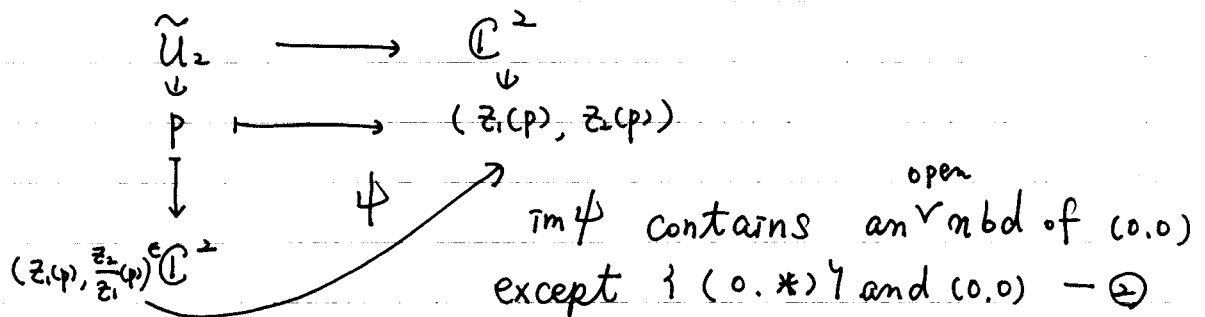 Ũ₂ ⟶ ℂ²
∪ ∪
p ⟼ (z₁(p), z₂(p))
ψ
im ψ contains an open nbd of (0.0)
(z₁(p), z₂/z₁(p)) ∈ ℂ²
except {(0.*)} and (0.0) — ②